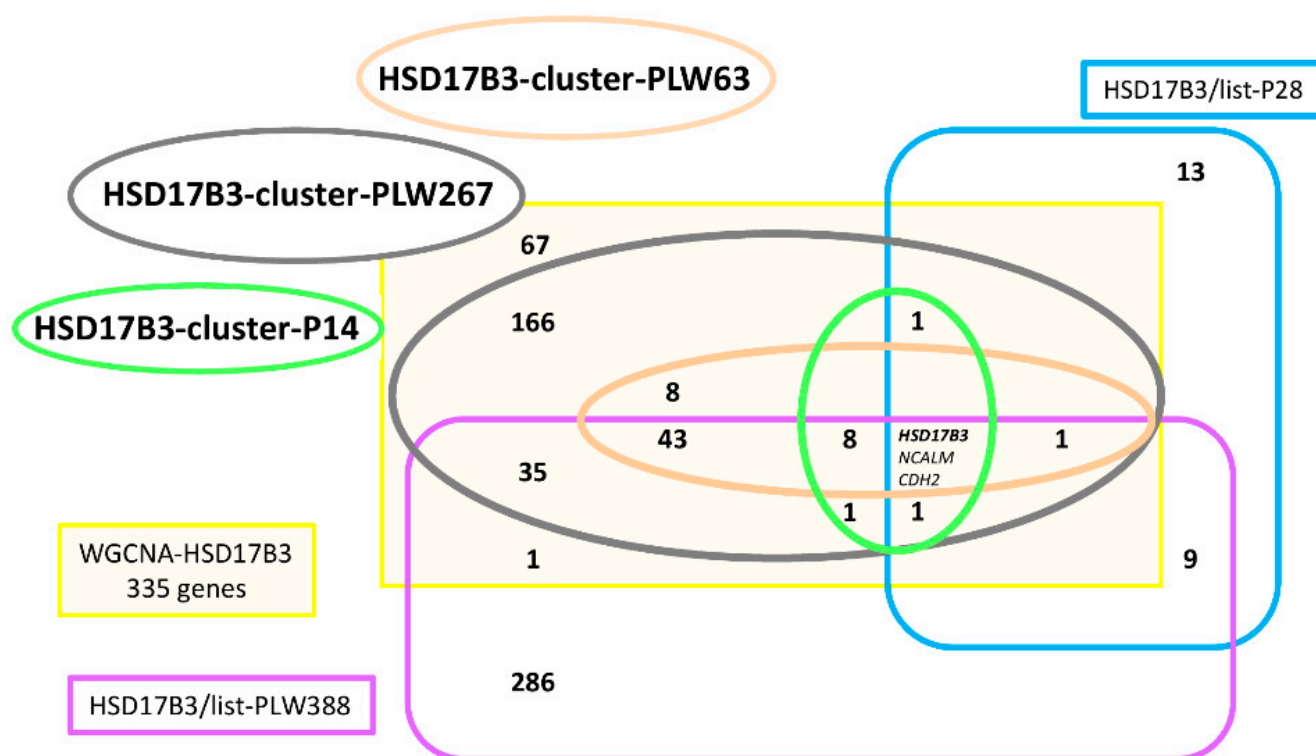 HSD17B3-cluster-PLW63
HSD17B3/list-P28
13
HSD17B3-cluster-PLW267
67
HSD17B3-cluster-P14
166
1
8
43
8
HSD17B3
NCALM
CDH2
1
35
1
1
WGCNA-HSD17B3
335 genes
1
9
286
HSD17B3/list-PLW388